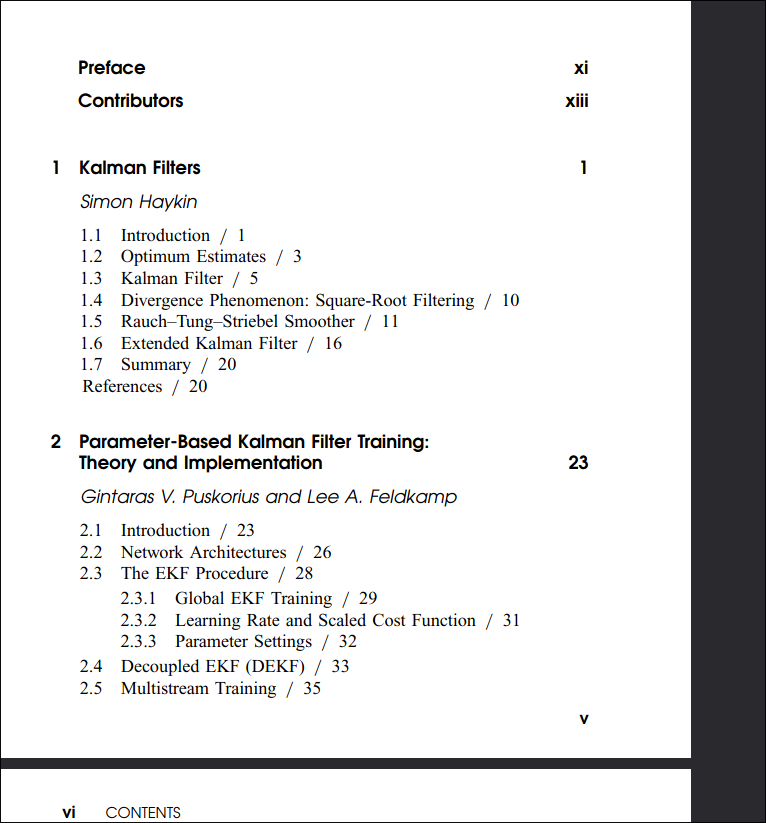 Preface xi
Contributors xiii
1 Kalman Filters 1
Simon Haykin
1.1 Introduction / 1
1.2 Optimum Estimates / 3
1.3 Kalman Filter / 5
1.4 Divergence Phenomenon: Square-Root Filtering / 10
1.5 Rauch–Tung–Striebel Smoother / 11
1.6 Extended Kalman Filter / 16
1.7 Summary / 20
References / 20
2 Parameter-Based Kalman Filter Training:
Theory and Implementation 23
Gintaras V. Puskorius and Lee A. Feldkamp
2.1 Introduction / 23
2.2 Network Architectures / 26
2.3 The EKF Procedure / 28
2.3.1 Global EKF Training / 29
2.3.2 Learning Rate and Scaled Cost Function / 31
2.3.3 Parameter Settings / 32
2.4 Decoupled EKF (DEKF) / 33
2.5 Multistream Training / 35
v
vi CONTENTS